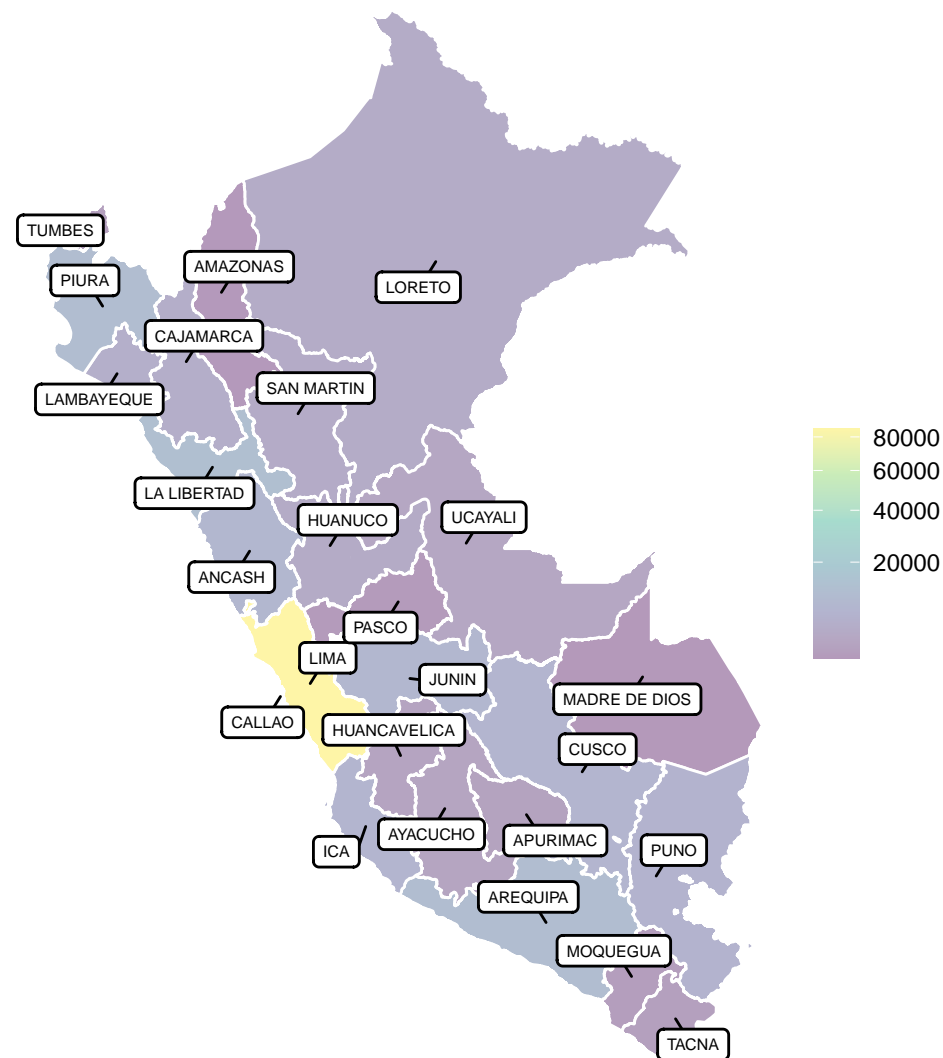 TUMBES
AMAZONAS
PIURA
LORETO
CAJAMARCA
SAN MARTIN
LAMBAYEQUE
LA LIBERTAD
HUANUCO
UCAYALI
ANCASH
PASCO
LIMA
JUNIN
MADRE DE DIOS
CALLAO
HUANCAVELICA
CUSCO
AYACUCHO
APURIMAC
ICA
PUNO
AREQUIPA
MOQUEGUA
TACNA
80000
60000
40000
20000